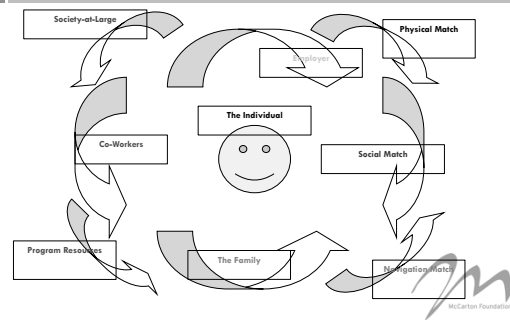 Society-at-Large
Physical Match
Employer
The Individual
Co-Workers
Social Match
Program Resources
The Family
Navigation Match
McCarton Foundation